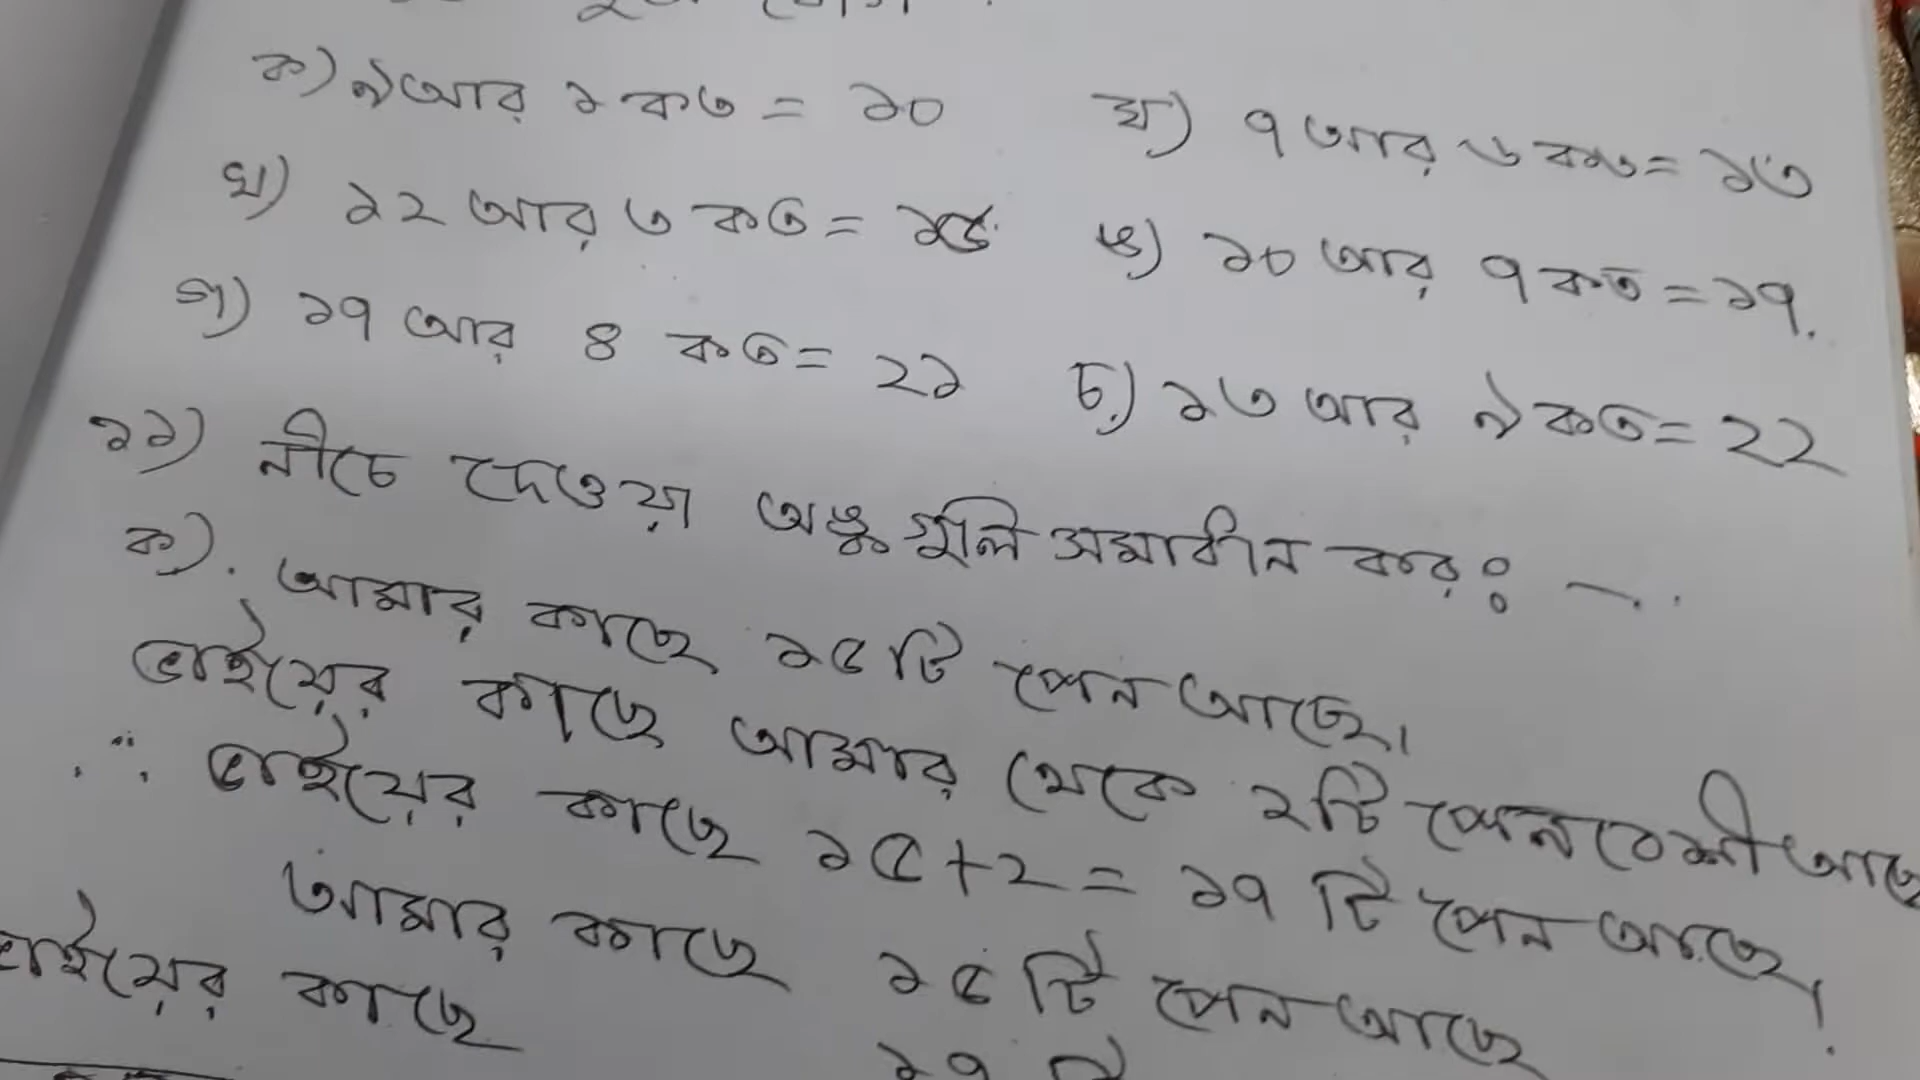 ক) ৯ আর ১ কত = ১০
ঘ) ৭ আর ৬ কত = ১৩
খ) ১২ আর ৩ কত = ১৫
ঙ) ১০ আর ৭ কত = ১৭.
গ) ১৭ আর ৪ কত = ২১
চ) ১৩ আর ৯ কত = ২২
১১) নীচে দেওয়া অঙ্ক গুলি সমাধান কর ঃ —
ক). আমার কাছে ১৫টি পেন আছে।
ভাইয়ের কাছে আমার থেকে ২টি পেন বেশী আছে
∴ ভাইয়ের কাছে ১৫+২ = ১৭ টি পেন আছে।
আমার কাছে ১৫টি পেন আছে
ভাইয়ের কাছে ১৭ টি